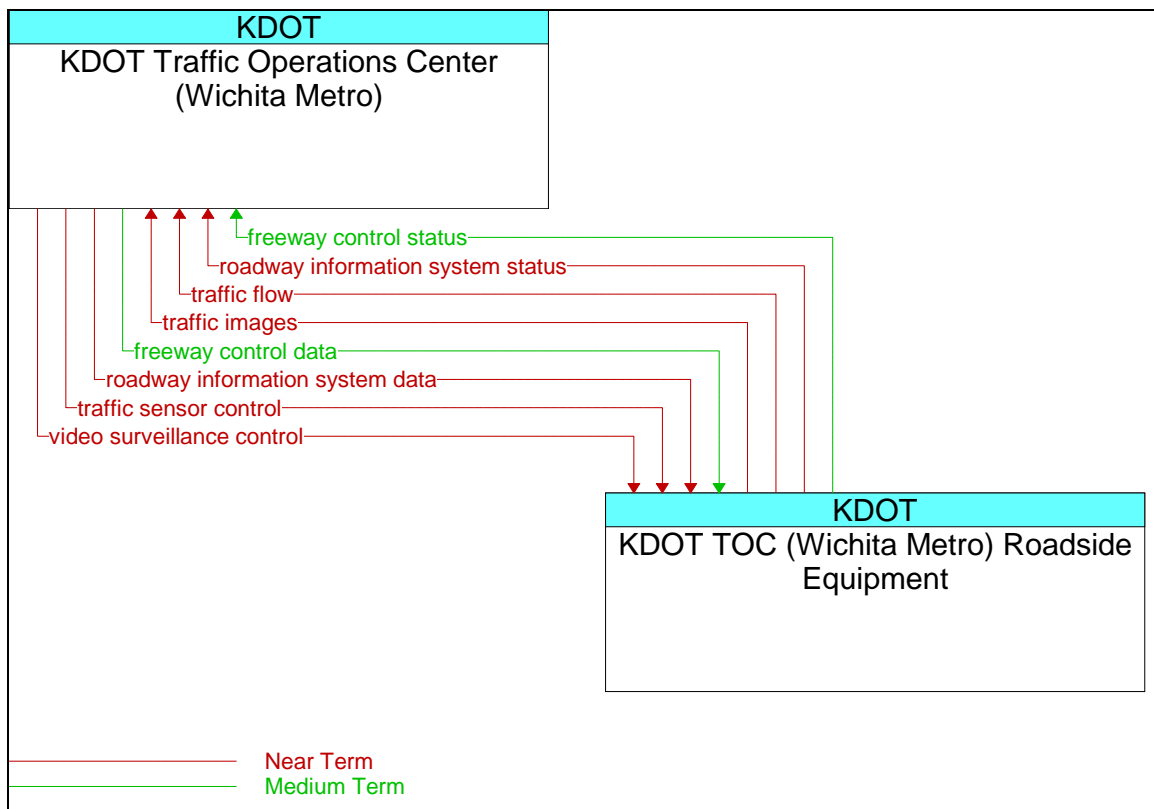 KDOT
KDOT Traffic Operations Center
(Wichita Metro)
freeway control status
roadway information system status
traffic flow
traffic images
freeway control data
roadway information system data
traffic sensor control
video surveillance control
KDOT
KDOT TOC (Wichita Metro) Roadside
Equipment
Near Term
Medium Term